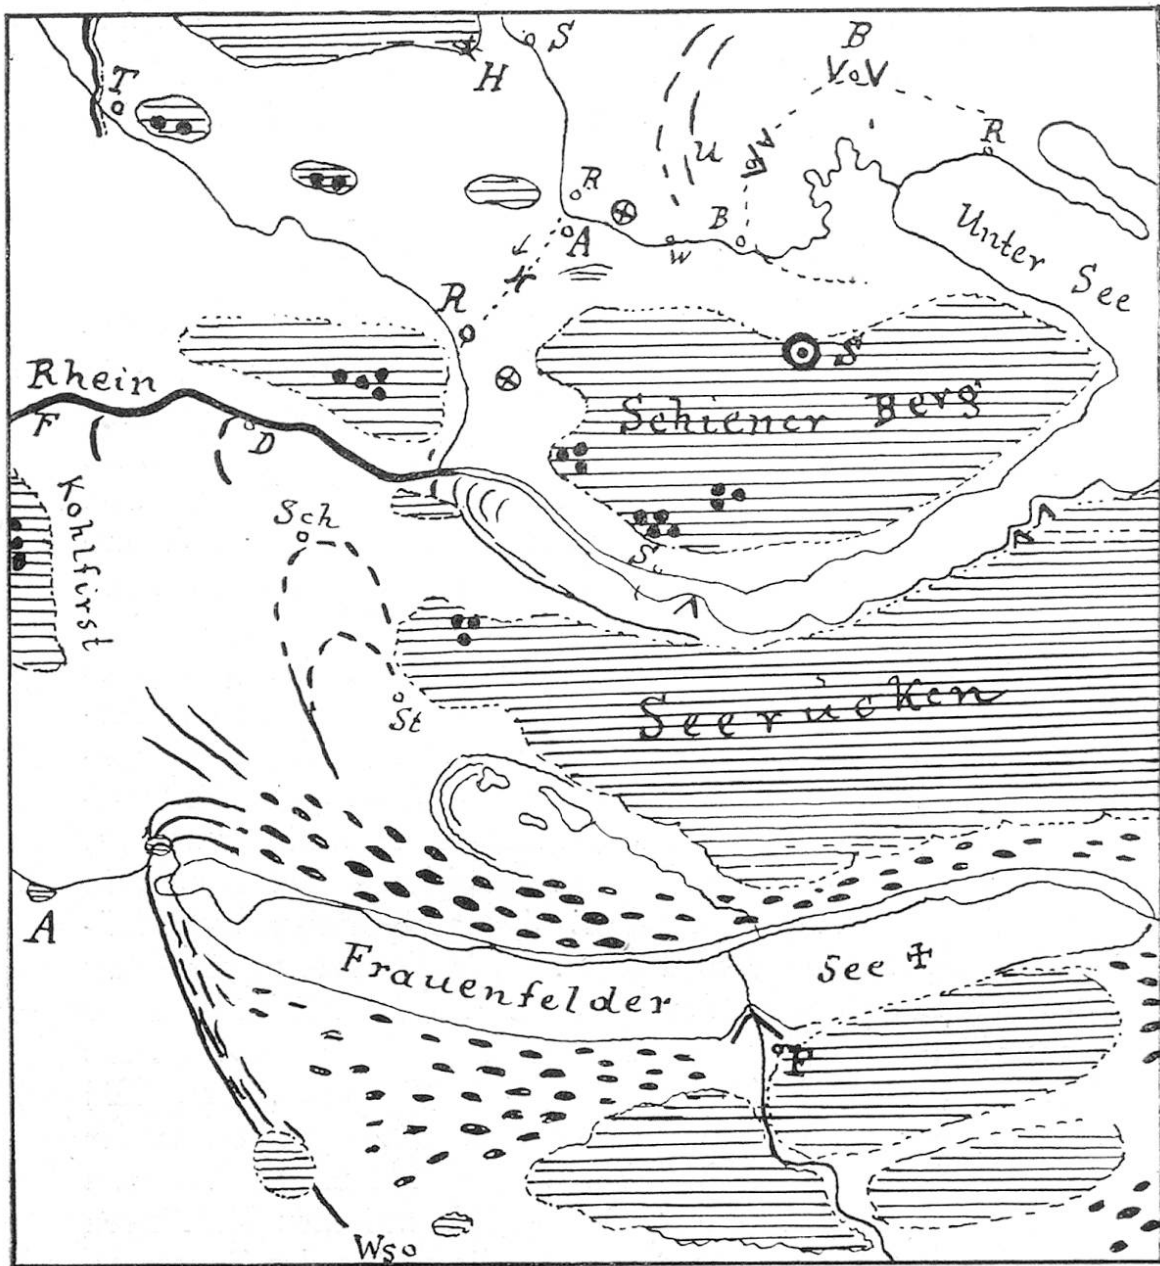 S
B
T
H
R
U
R
B
A
W
Unter
See
R
S
Rhein
F
D
Schiener Berg
Kohlfirst
Sch
S
Seerücken
St
A
Frauenfelder See
F
Ws